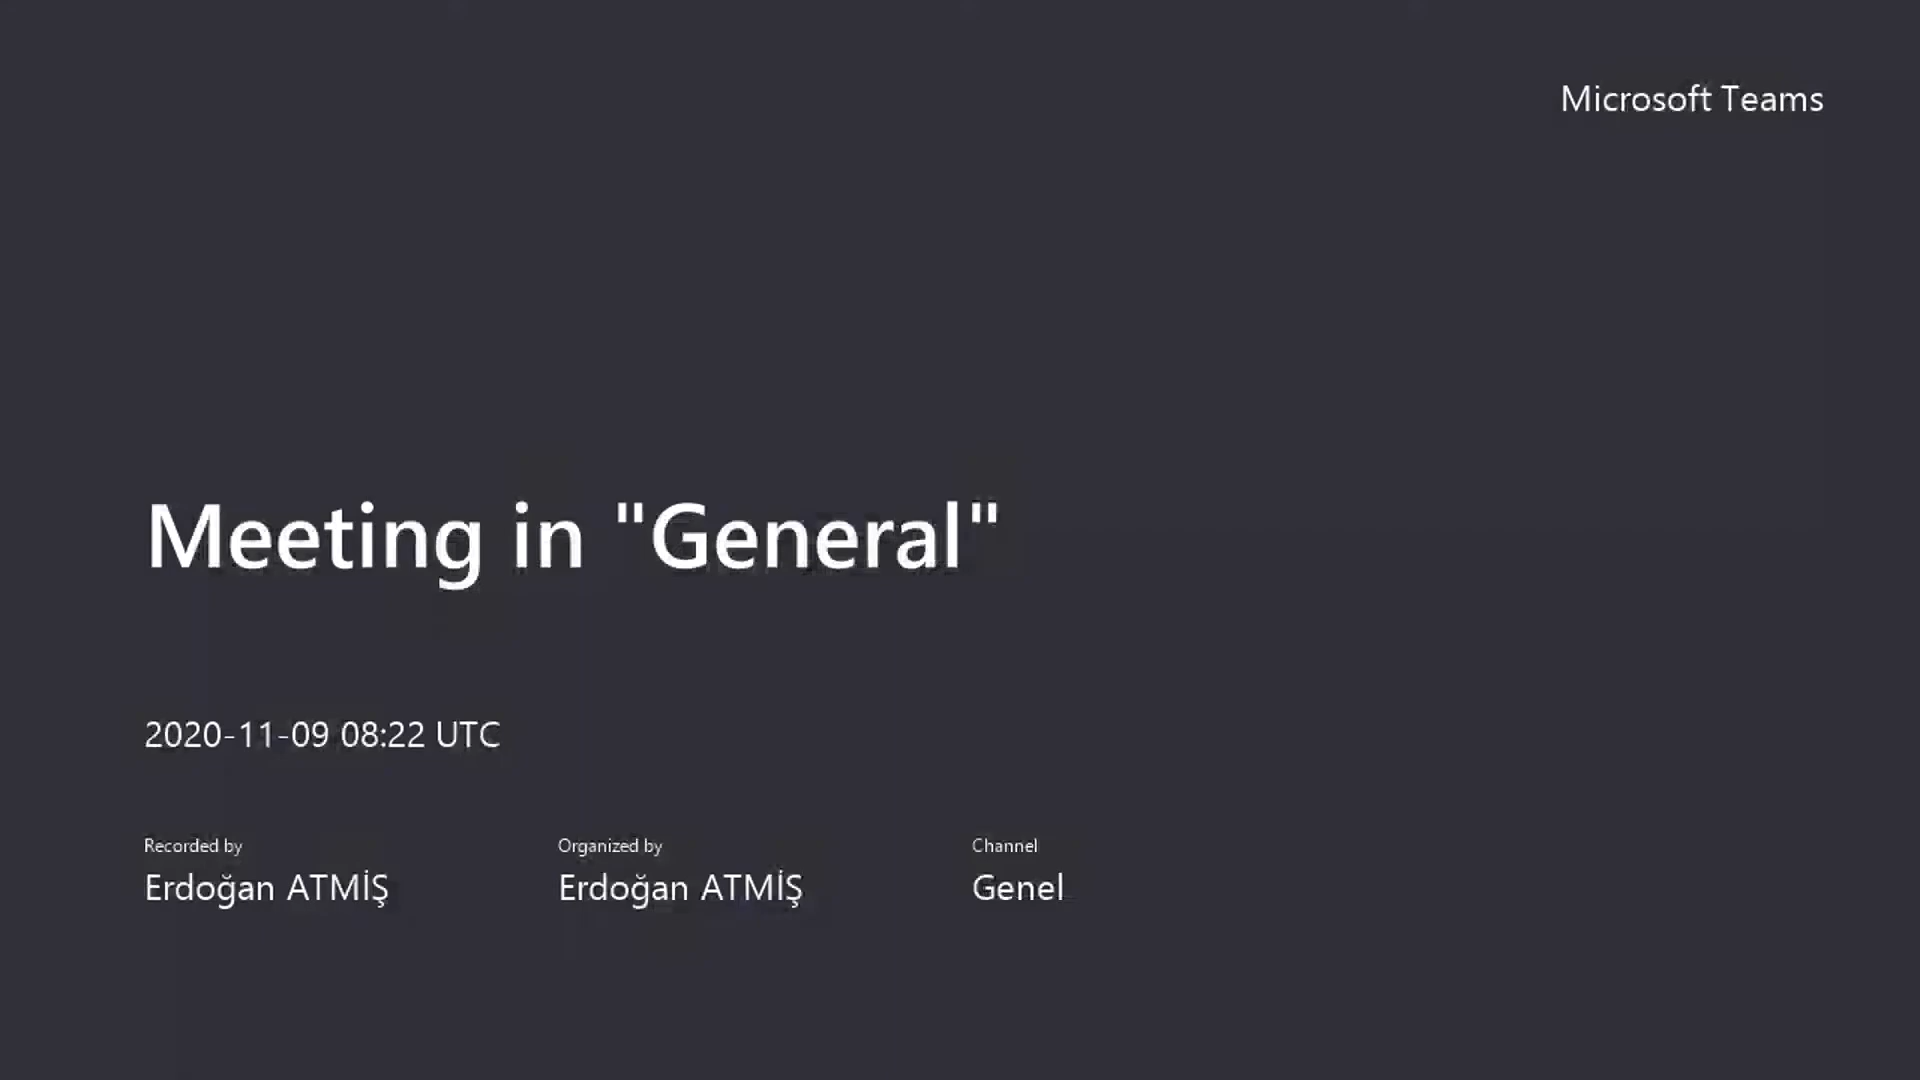 Microsoft Teams
Meeting in "General"
2020-11-09 08:22 UTC
Recorded by
Erdoğan ATMİŞ
Organized by
Erdoğan ATMİŞ
Channel
Genel